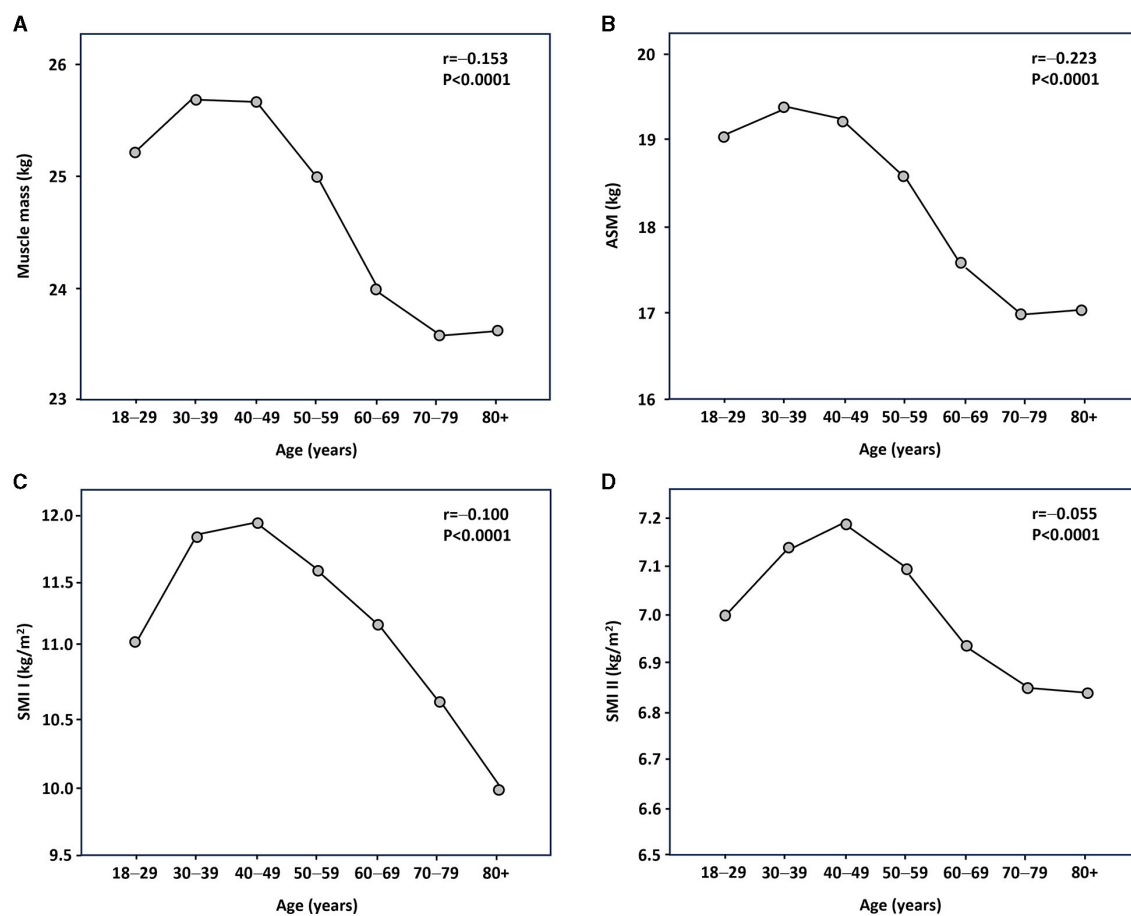 A
r=−0.153
P<0.0001
26
25
24
23
Muscle mass (kg)
18−29 30−39 40−49 50−59 60−69 70−79 80+
Age (years)
B
r=−0.223
P<0.0001
20
19
18
17
16
ASM (kg)
18−29 30−39 40−49 50−59 60−69 70−79 80+
Age (years)
C
r=−0.100
P<0.0001
12.0
11.5
11.0
10.5
10.0
9.5
SMI I (kg/m²)
18−29 30−39 40−49 50−59 60−69 70−79 80+
Age (years)
D
r=−0.055
P<0.0001
7.2
7.1
7.0
6.9
6.8
6.7
6.6
6.5
SMI II (kg/m²)
18−29 30−39 40−49 50−59 60−69 70−79 80+
Age (years)